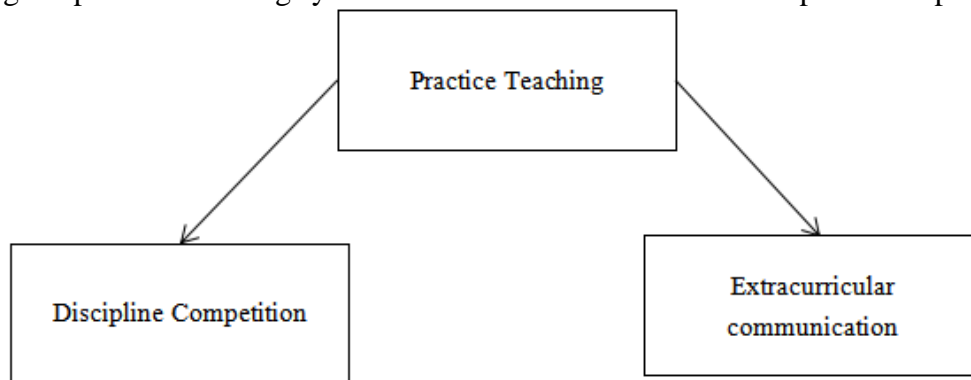 Practice Teaching
Discipline Competition
Extracurricular
communication